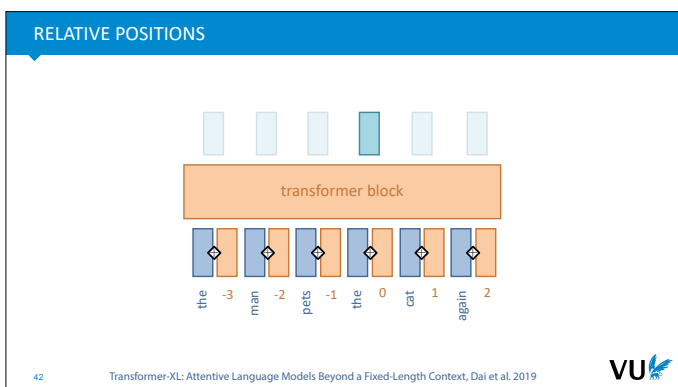 RELATIVE POSITIONS
transformer block
the -3 man -2 pets -1 the 0 cat 1 again 2
42 Transformer-XL: Attentive Language Models Beyond a Fixed-Length Context, Dai et al. 2019
VU